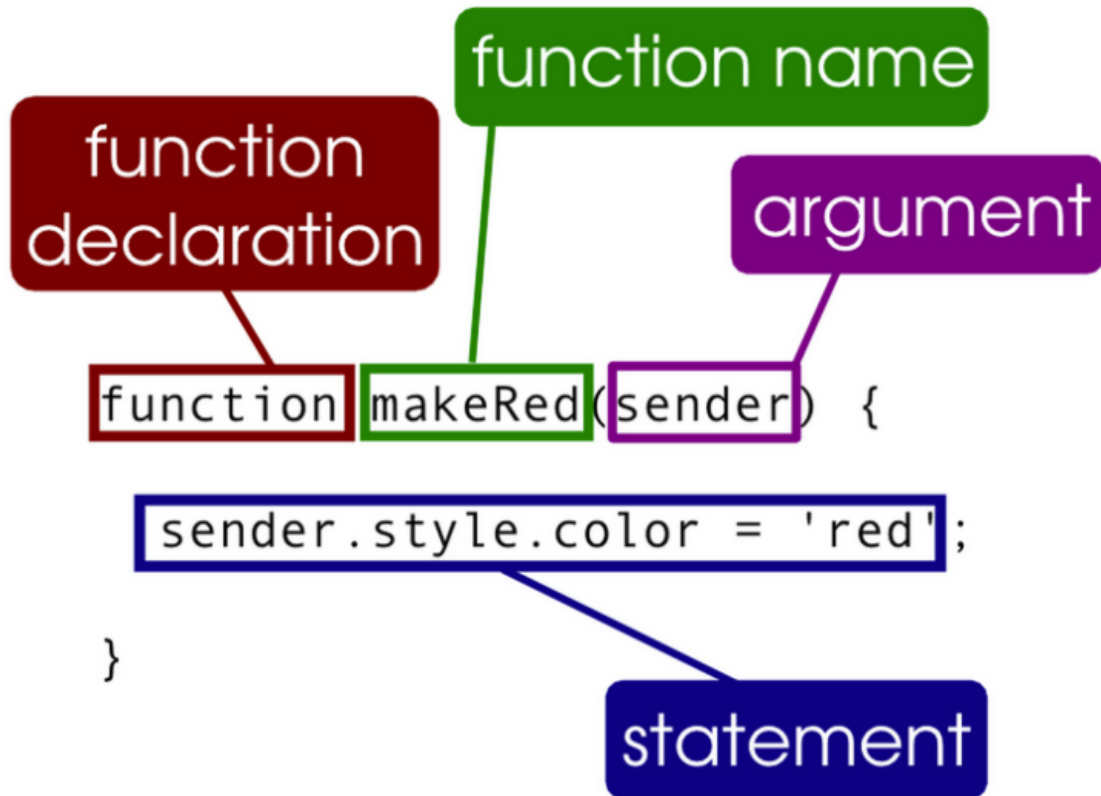 function name
function
declaration
argument
function makeRed(sender) {
sender.style.color = 'red';
}
statement